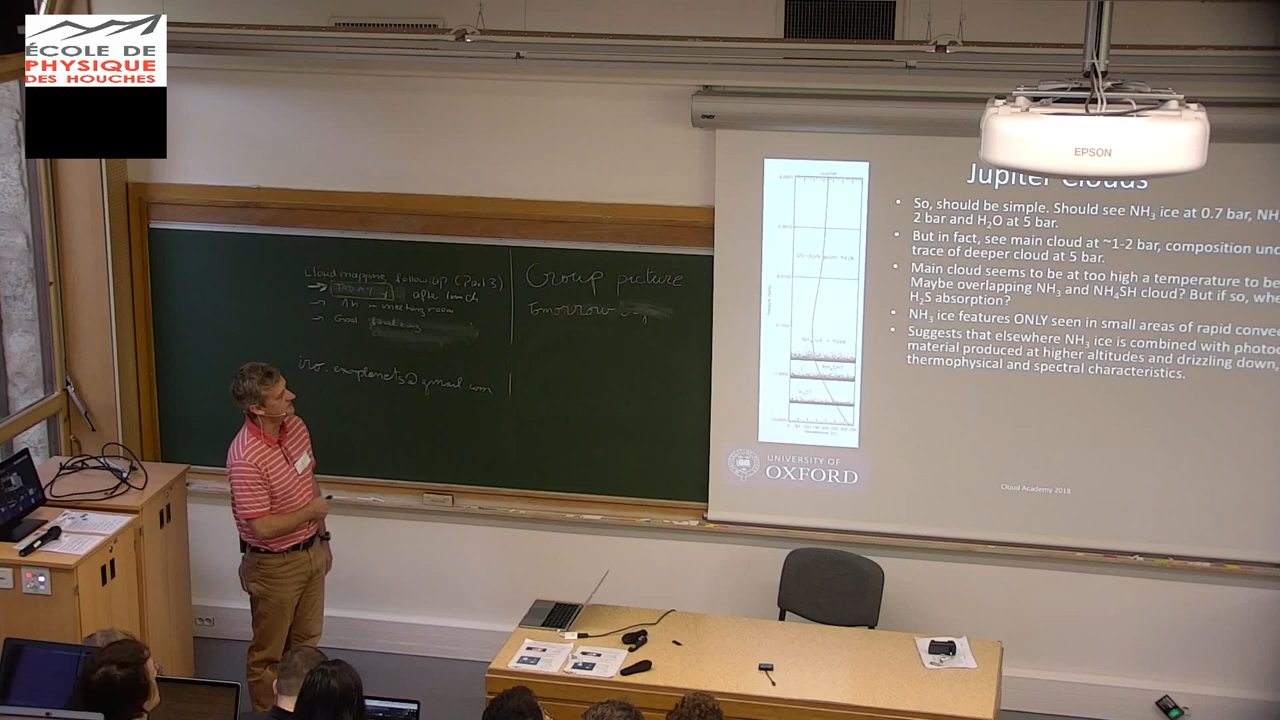 ÉCOLE DE
PHYSIQUE
DES HOUCHES
EPSON
Cloud mapping follow up (Part 3)
TODAY after lunch
meeting room
Group picture
Tomorrow
Jupiter Clouds
Jupiter
• So, should be simple. Should see NH₃ ice at 0.7 bar, NH
2 bar and H₂O at 5 bar.
• But in fact, see main cloud at ~1-2 bar, composition unc
trace of deeper cloud at 5 bar.
• Main cloud seems to be at too high a temperature to be
Maybe overlapping NH₃ and NH₄SH cloud? But if so, whe
H₂S absorption?
• NH₃ ice features ONLY seen in small areas of rapid conve
• Suggests that elsewhere NH₃ ice is combined with photoc
material produced at higher altitudes and drizzling down,
thermophysical and spectral characteristics.
UNIVERSITY OF
OXFORD
Cloud Academy 2018